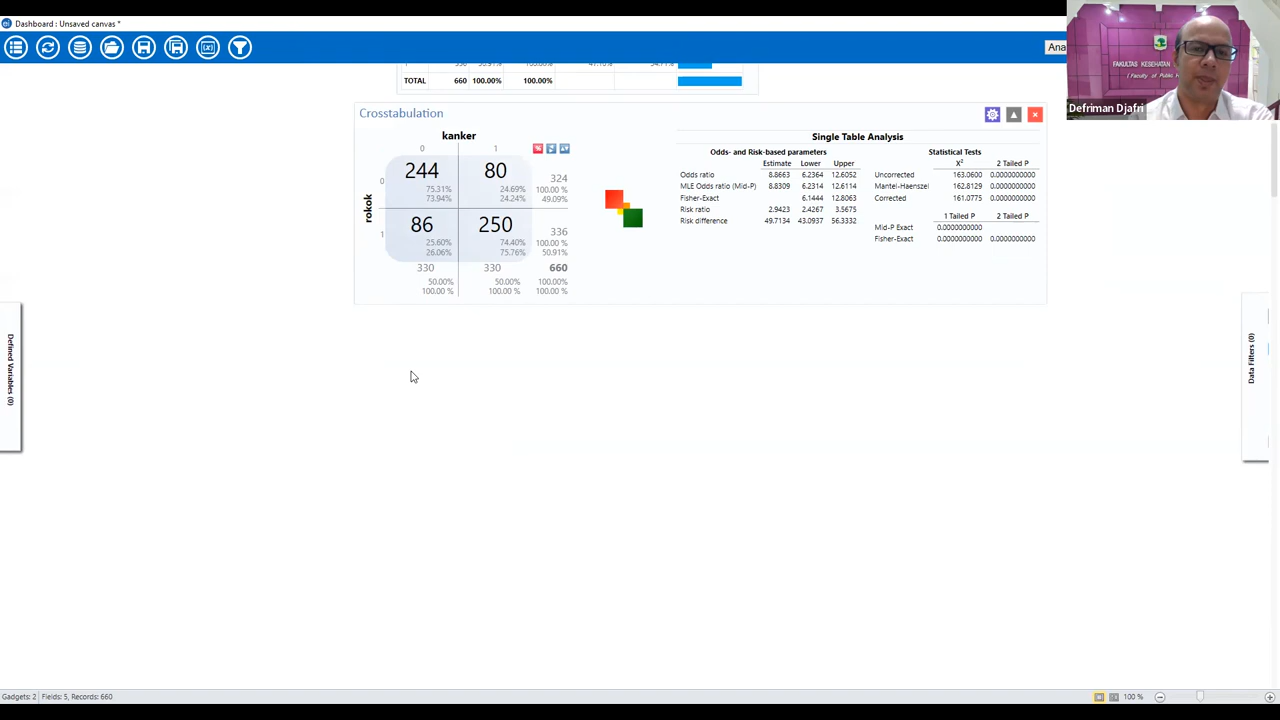 Dashboard : Unsaved canvas *
Ana
FAKULTAS KESEHATAN
Defriman Djafri
TOTAL 660 100.00% 100.00%
Crosstabulation
kanker
0 1
rokok
0 244 80 324
75.31% 24.69% 100.00 %
73.94% 24.24% 49.09%
1 86 250 336
25.60% 74.40% 100.00 %
26.06% 75.76% 50.91%
330 330 660
50.00% 50.00% 100.00%
100.00 % 100.00 % 100.00 %
Single Table Analysis
Odds- and Risk-based parameters
Estimate Lower Upper
Odds ratio 8.8663 6.2364 12.6052
MLE Odds ratio (Mid-P) 8.8309 6.2314 12.6114
Fisher-Exact 6.1444 12.8063
Risk ratio 2.9423 2.4267 3.5675
Risk difference 49.7134 43.0937 56.3332
Statistical Tests
X² 2 Tailed P
Uncorrected 163.0600 0.0000000000
Mantel-Haenszel 162.8129 0.0000000000
Corrected 161.0775 0.0000000000
1 Tailed P 2 Tailed P
Mid-P Exact 0.0000000000
Fisher-Exact 0.0000000000 0.0000000000
Defined Variables (0)
Data Filters (0)
Gadgets: 2 Fields: 5, Records: 660
100 %